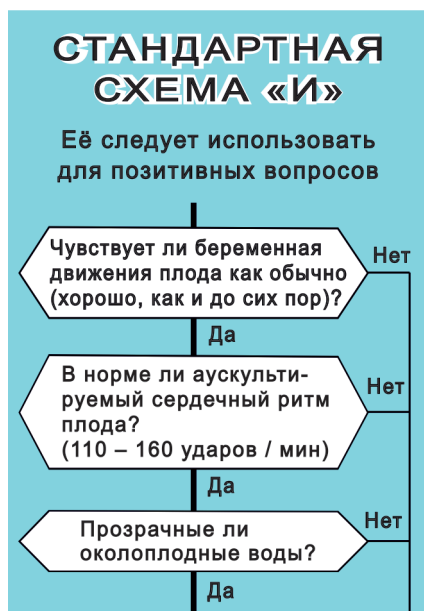 СТАНДАРТНАЯ
СХЕМА «И»
Её следует использовать
для позитивных вопросов
Чувствует ли беременная
движения плода как обычно
(хорошо, как и до сих пор)?
Нет
Да
В норме ли аускульти-
руемый сердечный ритм
плода?
(110 – 160 ударов / мин)
Нет
Да
Прозрачные ли
околоплодные воды?
Нет
Да